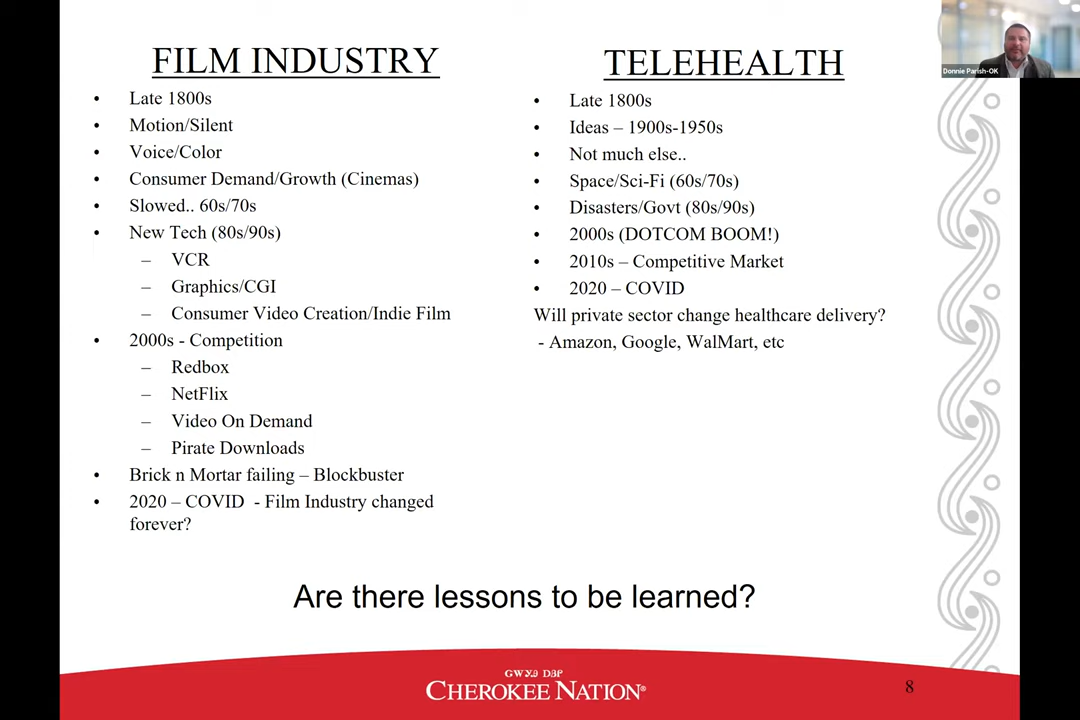 FILM INDUSTRY
• Late 1800s
• Motion/Silent
• Voice/Color
• Consumer Demand/Growth (Cinemas)
• Slowed.. 60s/70s
• New Tech (80s/90s)
– VCR
– Graphics/CGI
– Consumer Video Creation/Indie Film
• 2000s - Competition
– Redbox
– NetFlix
– Video On Demand
– Pirate Downloads
• Brick n Mortar failing – Blockbuster
• 2020 – COVID - Film Industry changed
forever?
TELEHEALTH
• Late 1800s
• Ideas – 1900s-1950s
• Not much else..
• Space/Sci-Fi (60s/70s)
• Disasters/Govt (80s/90s)
• 2000s (DOTCOM BOOM!)
• 2010s – Competitive Market
• 2020 – COVID
Will private sector change healthcare delivery?
- Amazon, Google, WalMart, etc
Donnie Parish-OK
Are there lessons to be learned?
ᏣᎳᎩ ᎠᏰᎵ
CHEROKEE NATION®
8